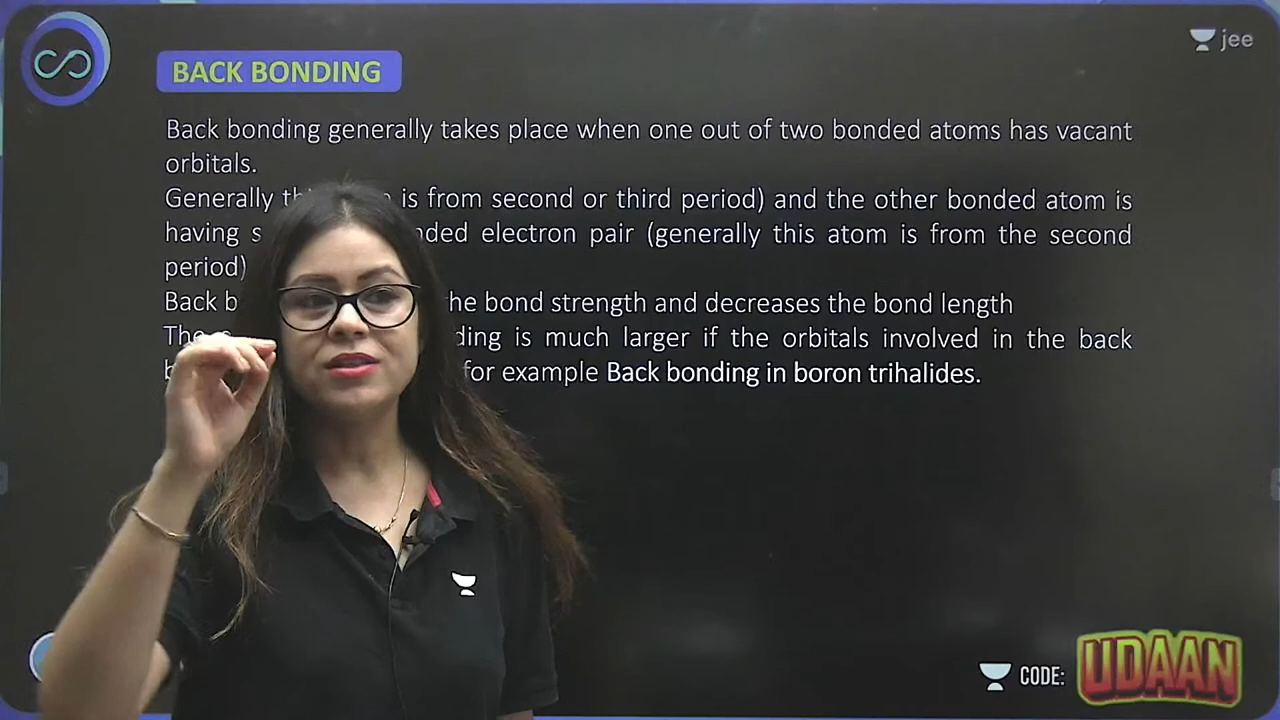 jee
BACK BONDING
Back bonding generally takes place when one out of two bonded atoms has vacant
orbitals.
Generally is from second or third period) and the other bonded atom is
having electron pair (generally this atom is from the second
period)
Back the bond strength and decreases the bond length
The is much larger if the orbitals involved in the back
for example Back bonding in boron trihalides.
CODE: UDAAN